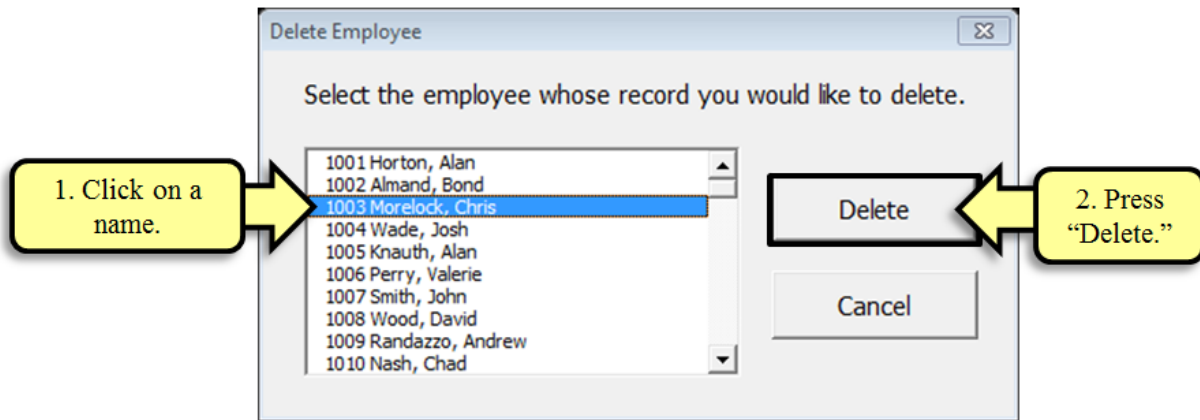 Delete Employee
Select the employee whose record you would like to delete.
1. Click on a
name.
1001 Horton, Alan
1002 Almand, Bond
1003 Morelock, Chris
1004 Wade, Josh
1005 Knauth, Alan
1006 Perry, Valerie
1007 Smith, John
1008 Wood, David
1009 Randazzo, Andrew
1010 Nash, Chad
Delete
2. Press
“Delete.”
Cancel